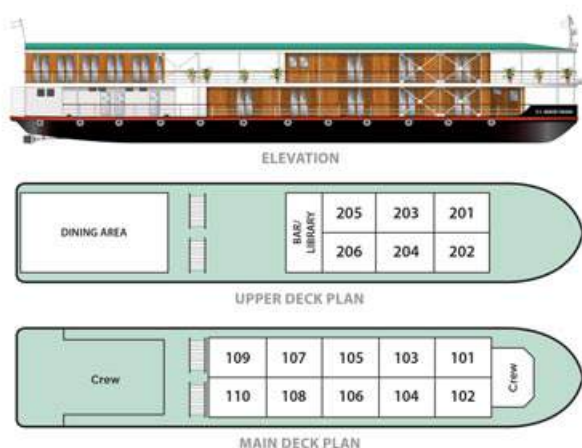 ELEVATION
DINING AREA
BAR/
LIBRARY
205 203 201
206 204 202
UPPER DECK PLAN
Crew
109 107 105 103 101
110 108 106 104 102
Crew
MAIN DECK PLAN